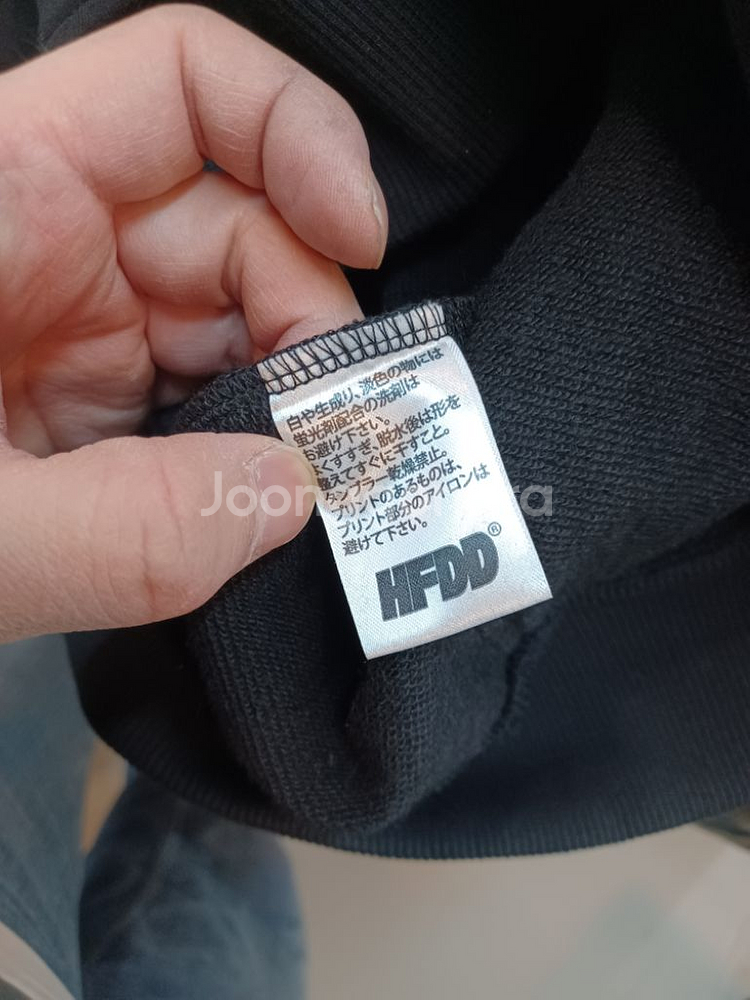 白や生成り、淡色の物には
蛍光剤配合の洗剤は
お避け下さい。
よくすすぎ、脱水後は形を
整えてすぐに干すこと。
タンブラー乾燥禁止。
プリントのあるものは、
プリント部分のアイロンは
避けて下さい。
HFDD®